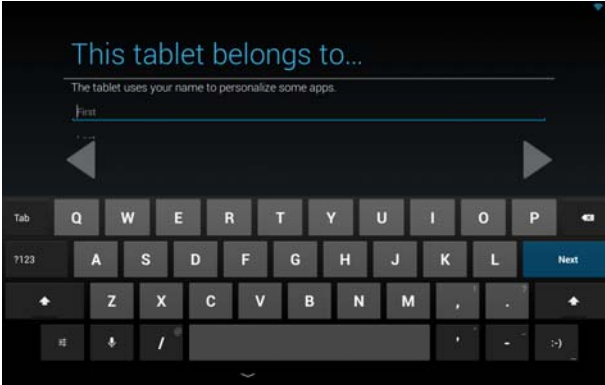 This tablet belongs to...
The tablet uses your name to personalize some apps.
First
Tab Q W E R T Y U I O P
?123 A S D F G H J K L Next
Z X C V B N M , ! . ?
/ @ ' " - _ :-)